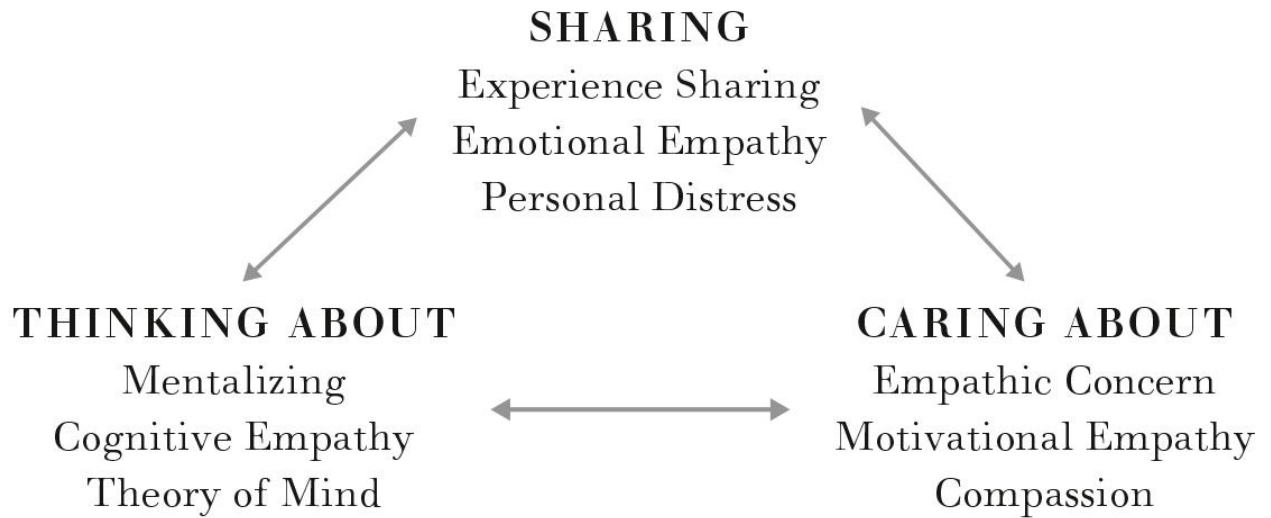 SHARING
Experience Sharing
Emotional Empathy
Personal Distress
THINKING ABOUT
Mentalizing
Cognitive Empathy
Theory of Mind
CARING ABOUT
Empathic Concern
Motivational Empathy
Compassion